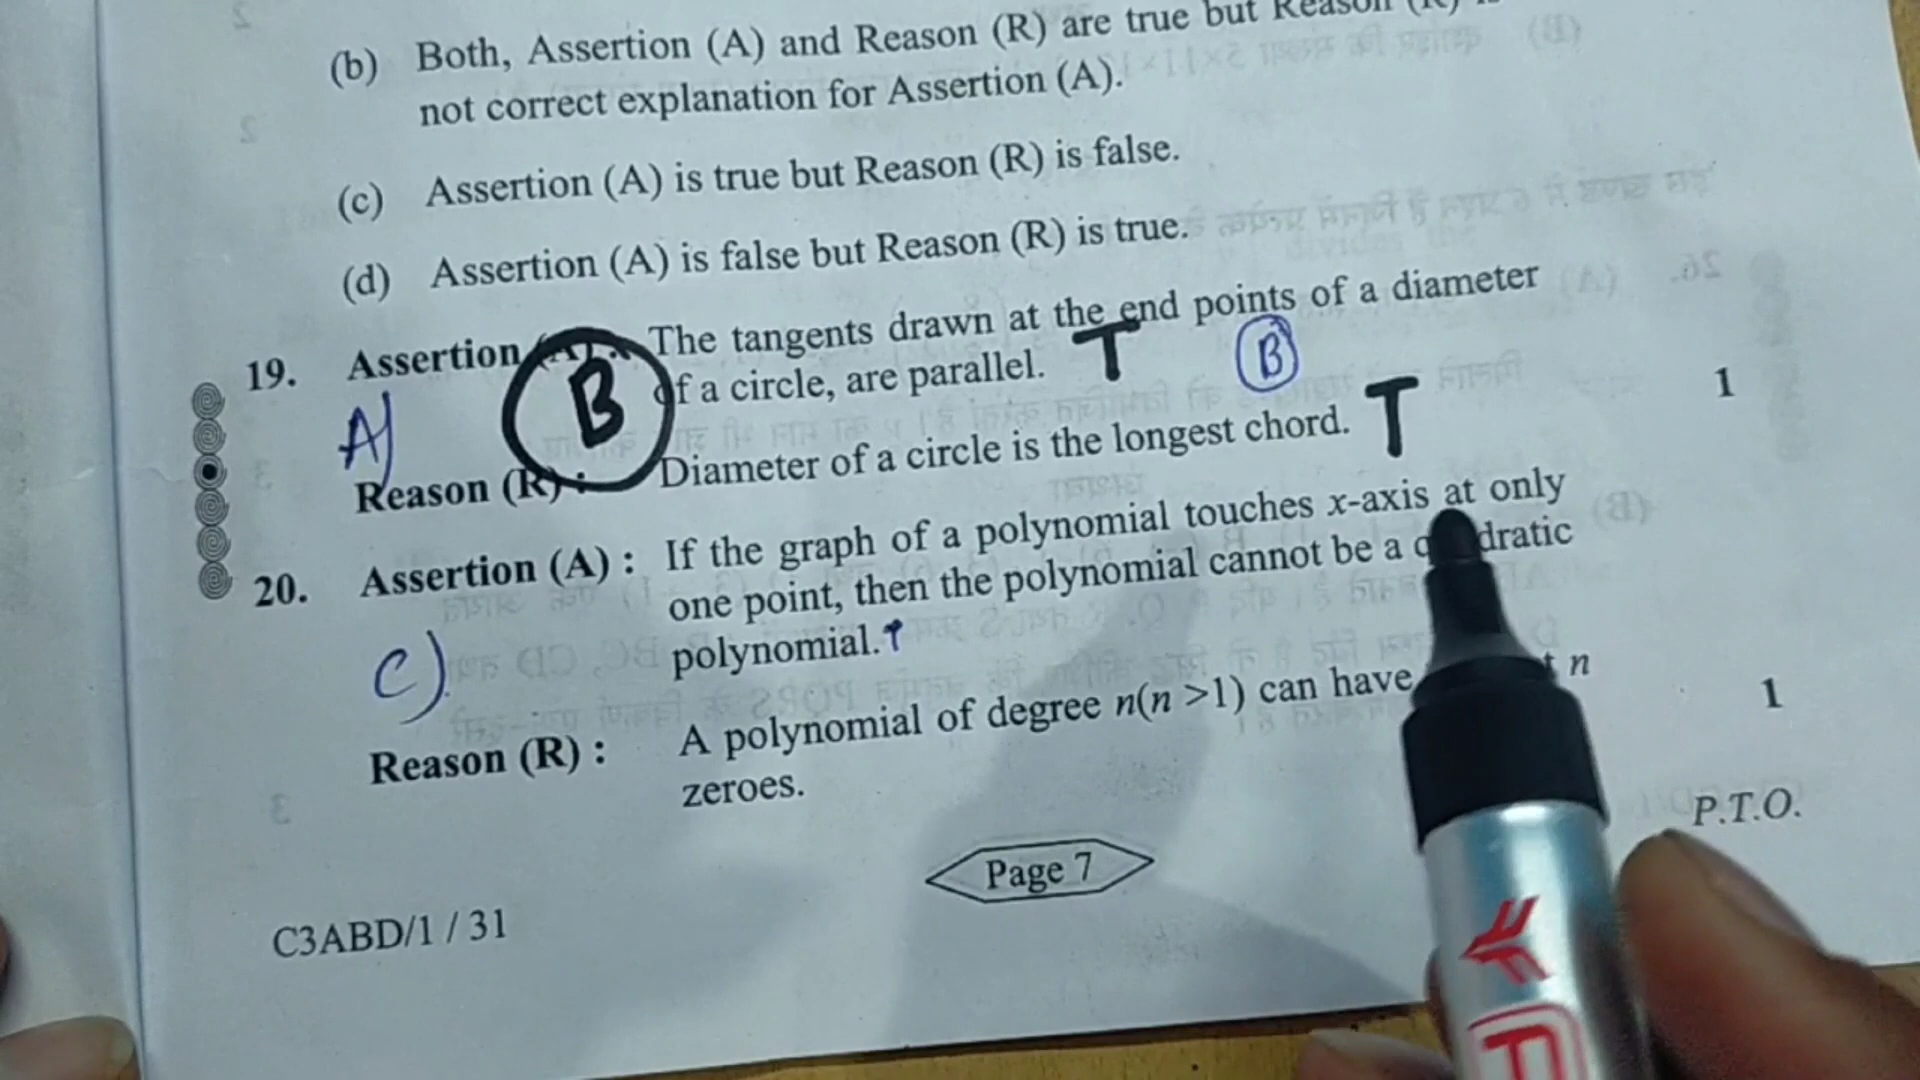 (b) Both, Assertion (A) and Reason (R) are true but Reason (R)
not correct explanation for Assertion (A).
(c) Assertion (A) is true but Reason (R) is false.
(d) Assertion (A) is false but Reason (R) is true.
19. Assertion (A) : The tangents drawn at the end points of a diameter
of a circle, are parallel. T B
A) B
Reason (R) : Diameter of a circle is the longest chord. T 1
20. Assertion (A) : If the graph of a polynomial touches x-axis at only
one point, then the polynomial cannot be a quadratic
polynomial. T
C)
Reason (R) : A polynomial of degree n(n >1) can have n
zeroes. 1
P.T.O.
Page 7
C3ABD/1 / 31